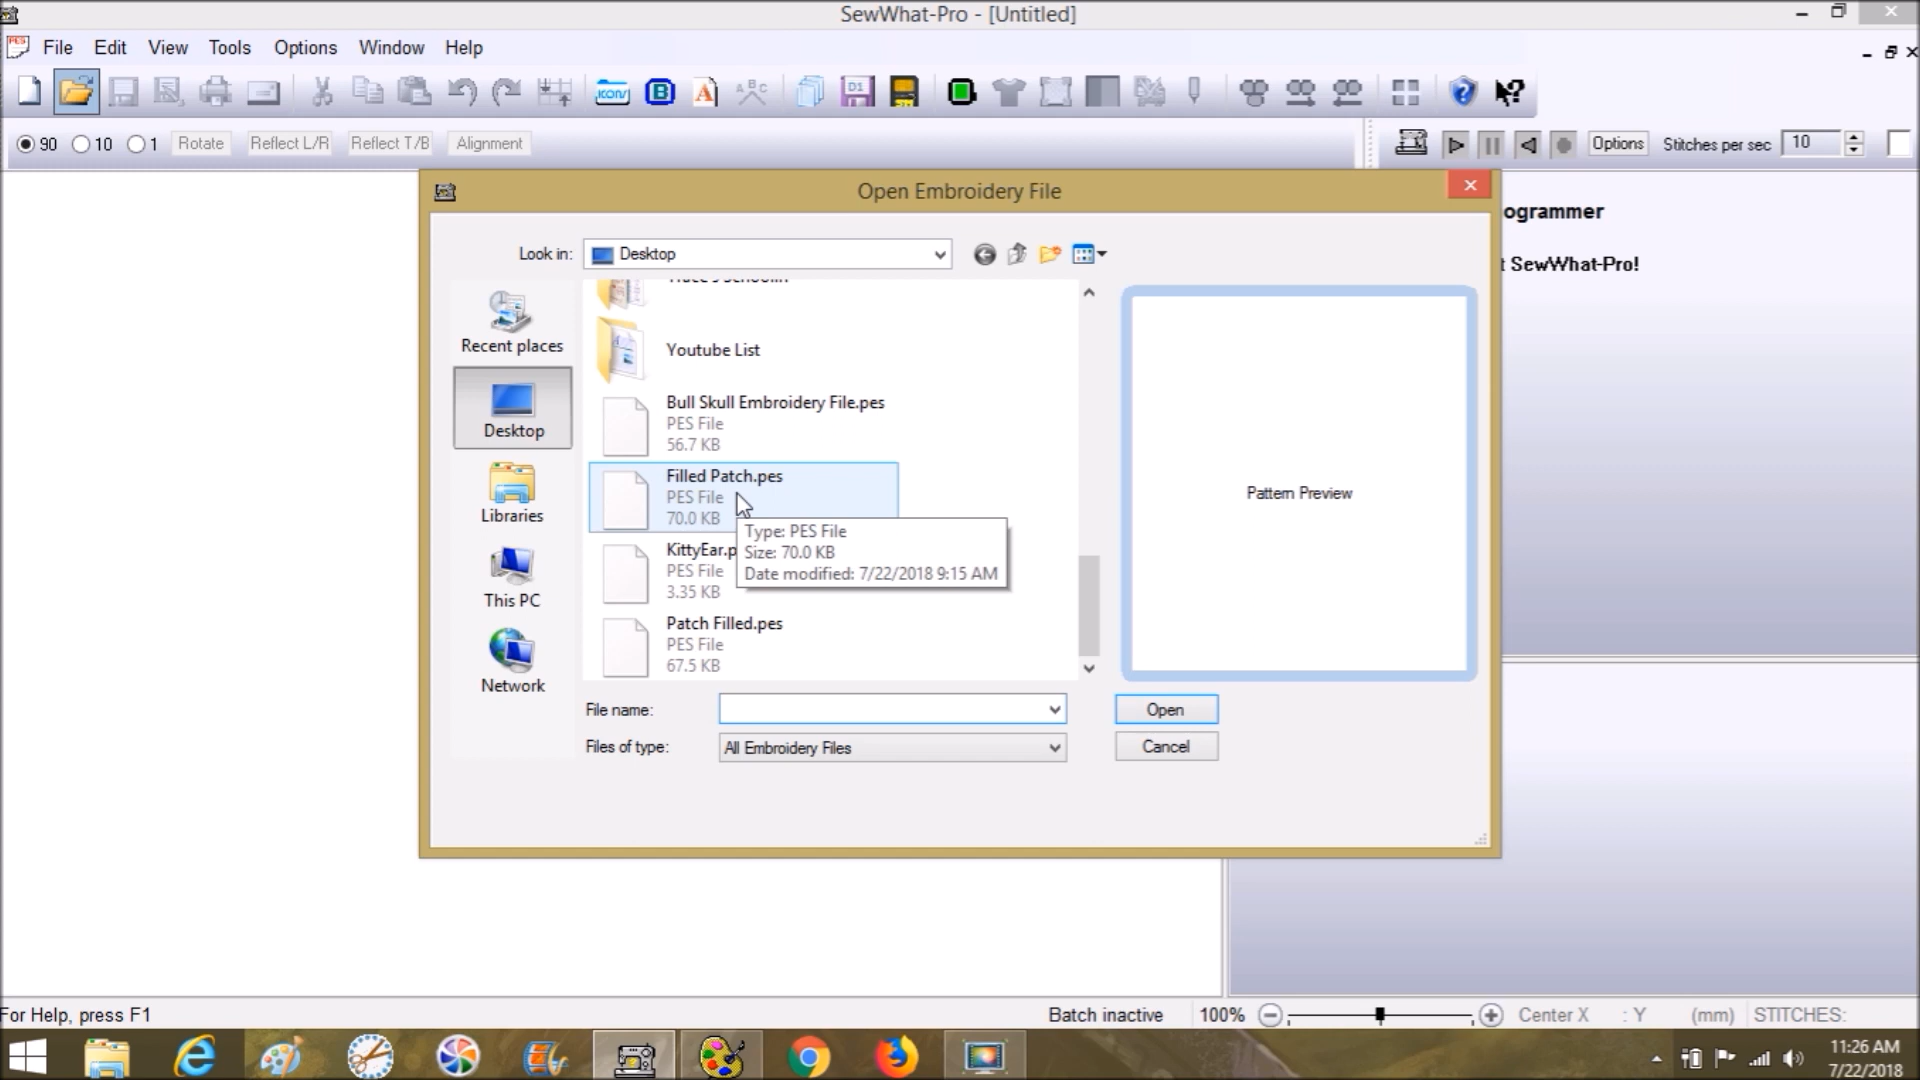 SewWhat-Pro - [Untitled]
PES
File Edit View Tools Options Window Help
ICON B A ABC D1
90 10 1 Rotate Reflect L/R Reflect T/B Alignment
Options Stitches per sec 10
Open Embroidery File
ogrammer
t SewWhat-Pro!
Look in: Desktop
Recent places
Desktop
Libraries
This PC
Network
Youtube List
Bull Skull Embroidery File.pes
PES File
56.7 KB
Filled Patch.pes
PES File
70.0 KB
Type: PES File
Size: 70.0 KB
Date modified: 7/22/2018 9:15 AM
KittyEar.p
PES File
3.35 KB
Patch Filled.pes
PES File
67.5 KB
Pattern Preview
File name:
Open
Files of type: All Embroidery Files
Cancel
For Help, press F1
Batch inactive 100% Center X : Y (mm) STITCHES:
11:26 AM
7/22/2018